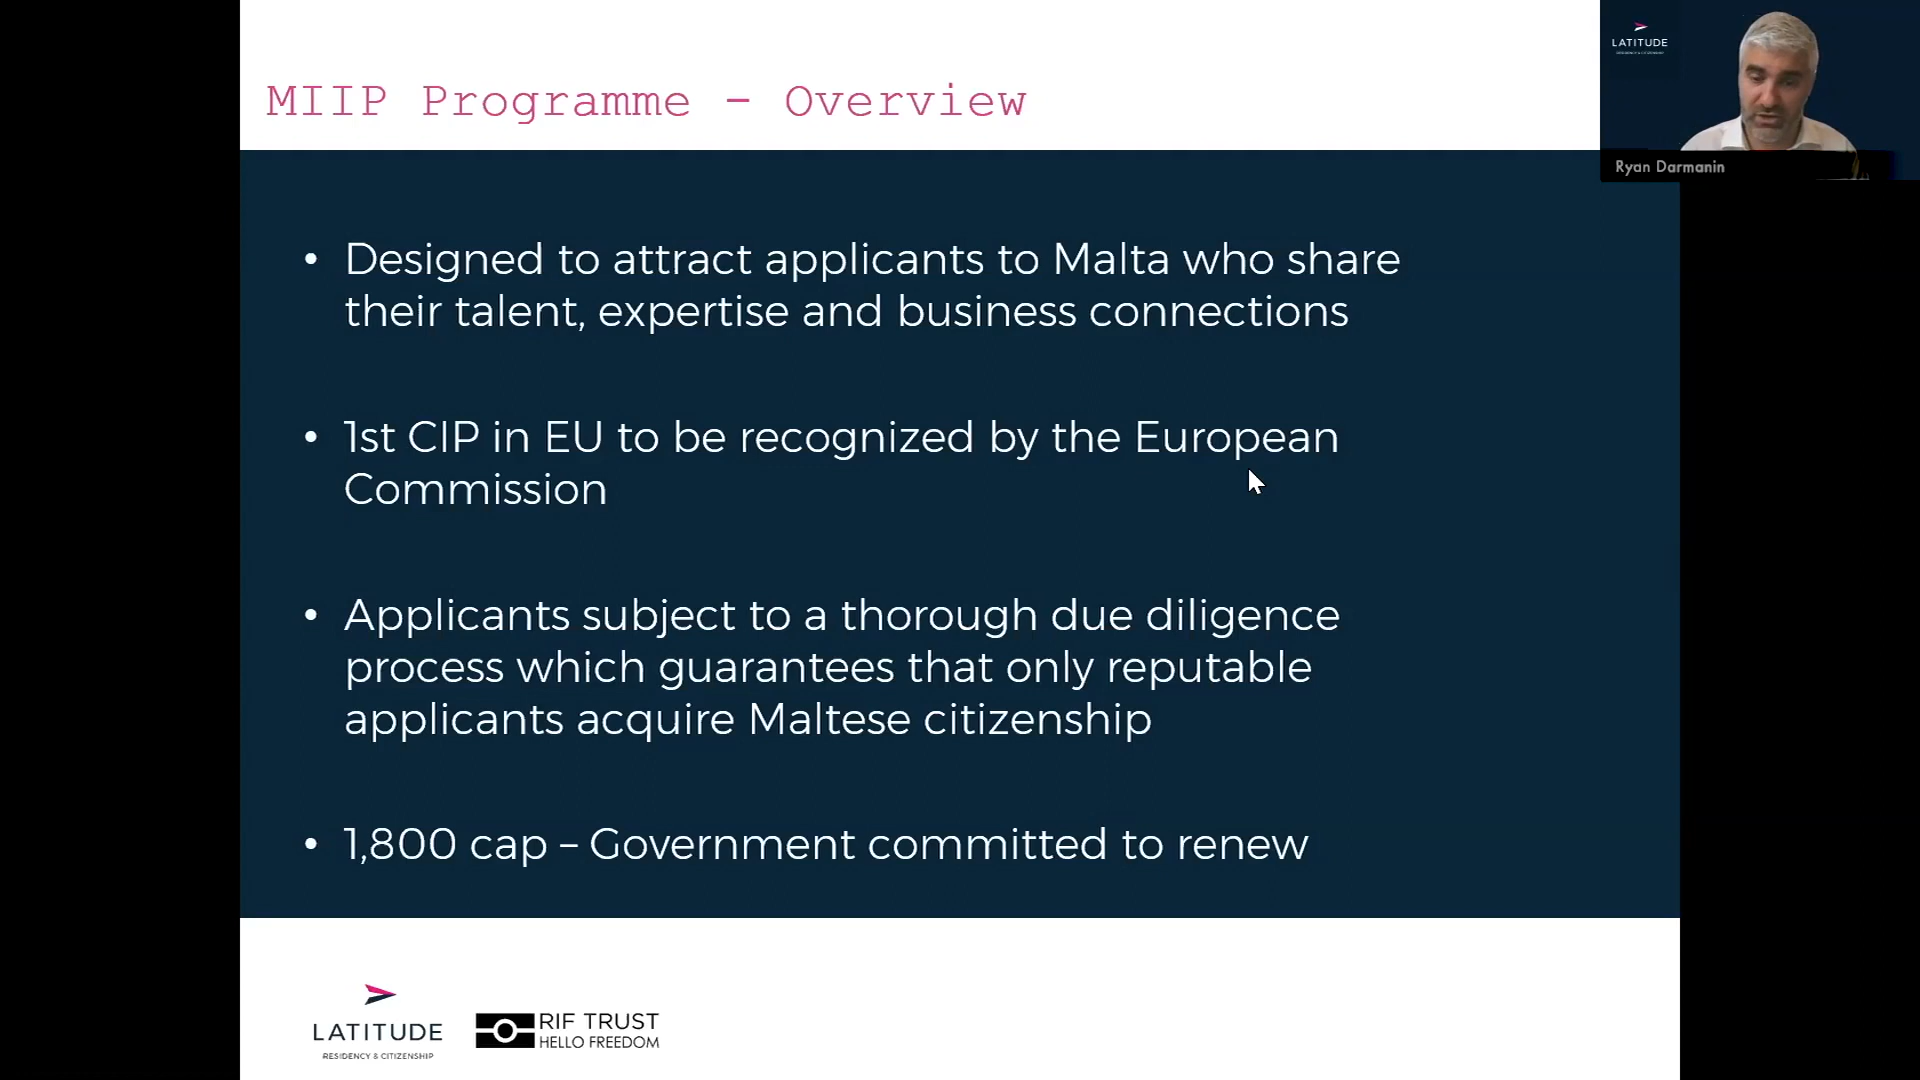 MIIP Programme - Overview
LATITUDE
Ryan Darmanin
• Designed to attract applicants to Malta who share
their talent, expertise and business connections
• 1st CIP in EU to be recognized by the European
Commission
• Applicants subject to a thorough due diligence
process which guarantees that only reputable
applicants acquire Maltese citizenship
• 1,800 cap – Government committed to renew
LATITUDE
RESIDENCY & CITIZENSHIP
RIF TRUST
HELLO FREEDOM